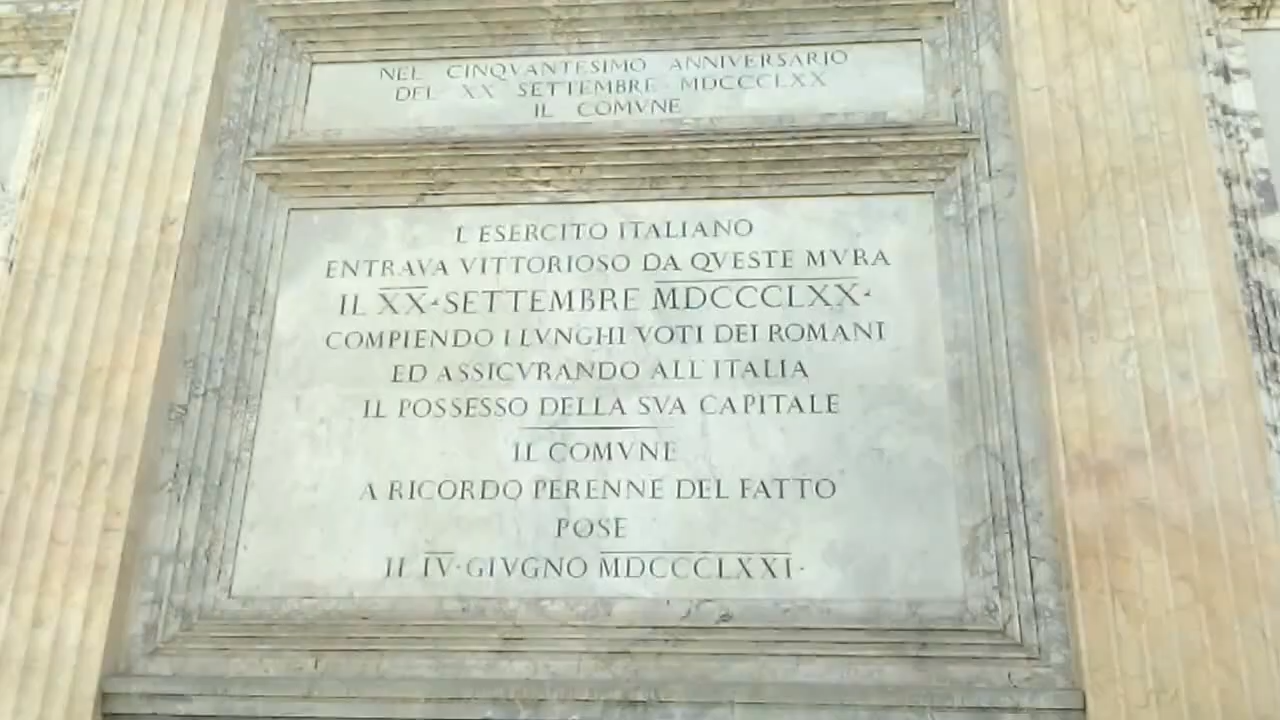 NEL CINQVANTESIMO ANNIVERSARIO
DEL XX SETTEMBRE MDCCCLXX
IL COMVNE
L'ESERCITO ITALIANO
ENTRAVA VITTORIOSO DA QVESTE MVRA
IL XX·SETTEMBRE MDCCCLXX·
COMPIENDO I LVNGHI VOTI DEI ROMANI
ED ASSICVRANDO ALL'ITALIA
IL POSSESSO DELLA SVA CAPITALE
IL COMVNE
A RICORDO PERENNE DEL FATTO
POSE
IL IV·GIVGNO MDCCCLXXI·